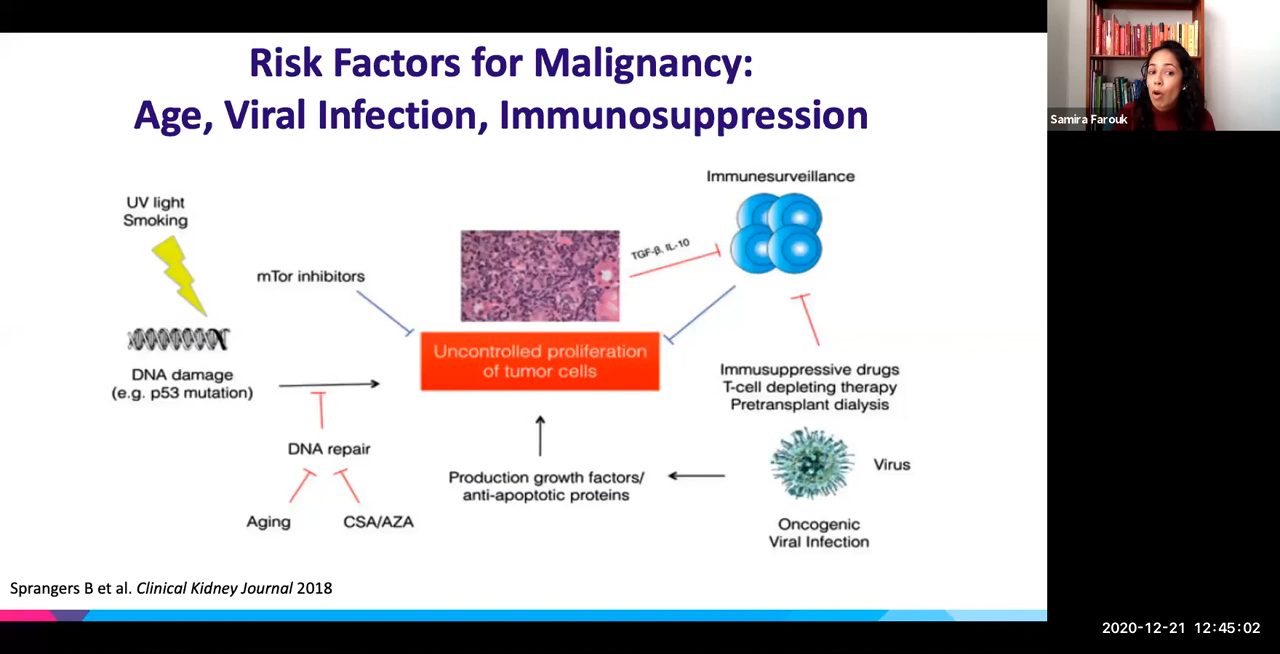 Risk Factors for Malignancy:
Age, Viral Infection, Immunosuppression
Samira Farouk
UV light
Smoking
mTor inhibitors
TGF-β, IL-10
Immunesurveillance
DNA damage
(e.g. p53 mutation)
Uncontrolled proliferation
of tumor cells
Immusuppressive drugs
T-cell depleting therapy
Pretransplant dialysis
DNA repair
Aging
CSA/AZA
Production growth factors/
anti-apoptotic proteins
Virus
Oncogenic
Viral Infection
Sprangers B et al. Clinical Kidney Journal 2018
2020-12-21 12:45:02